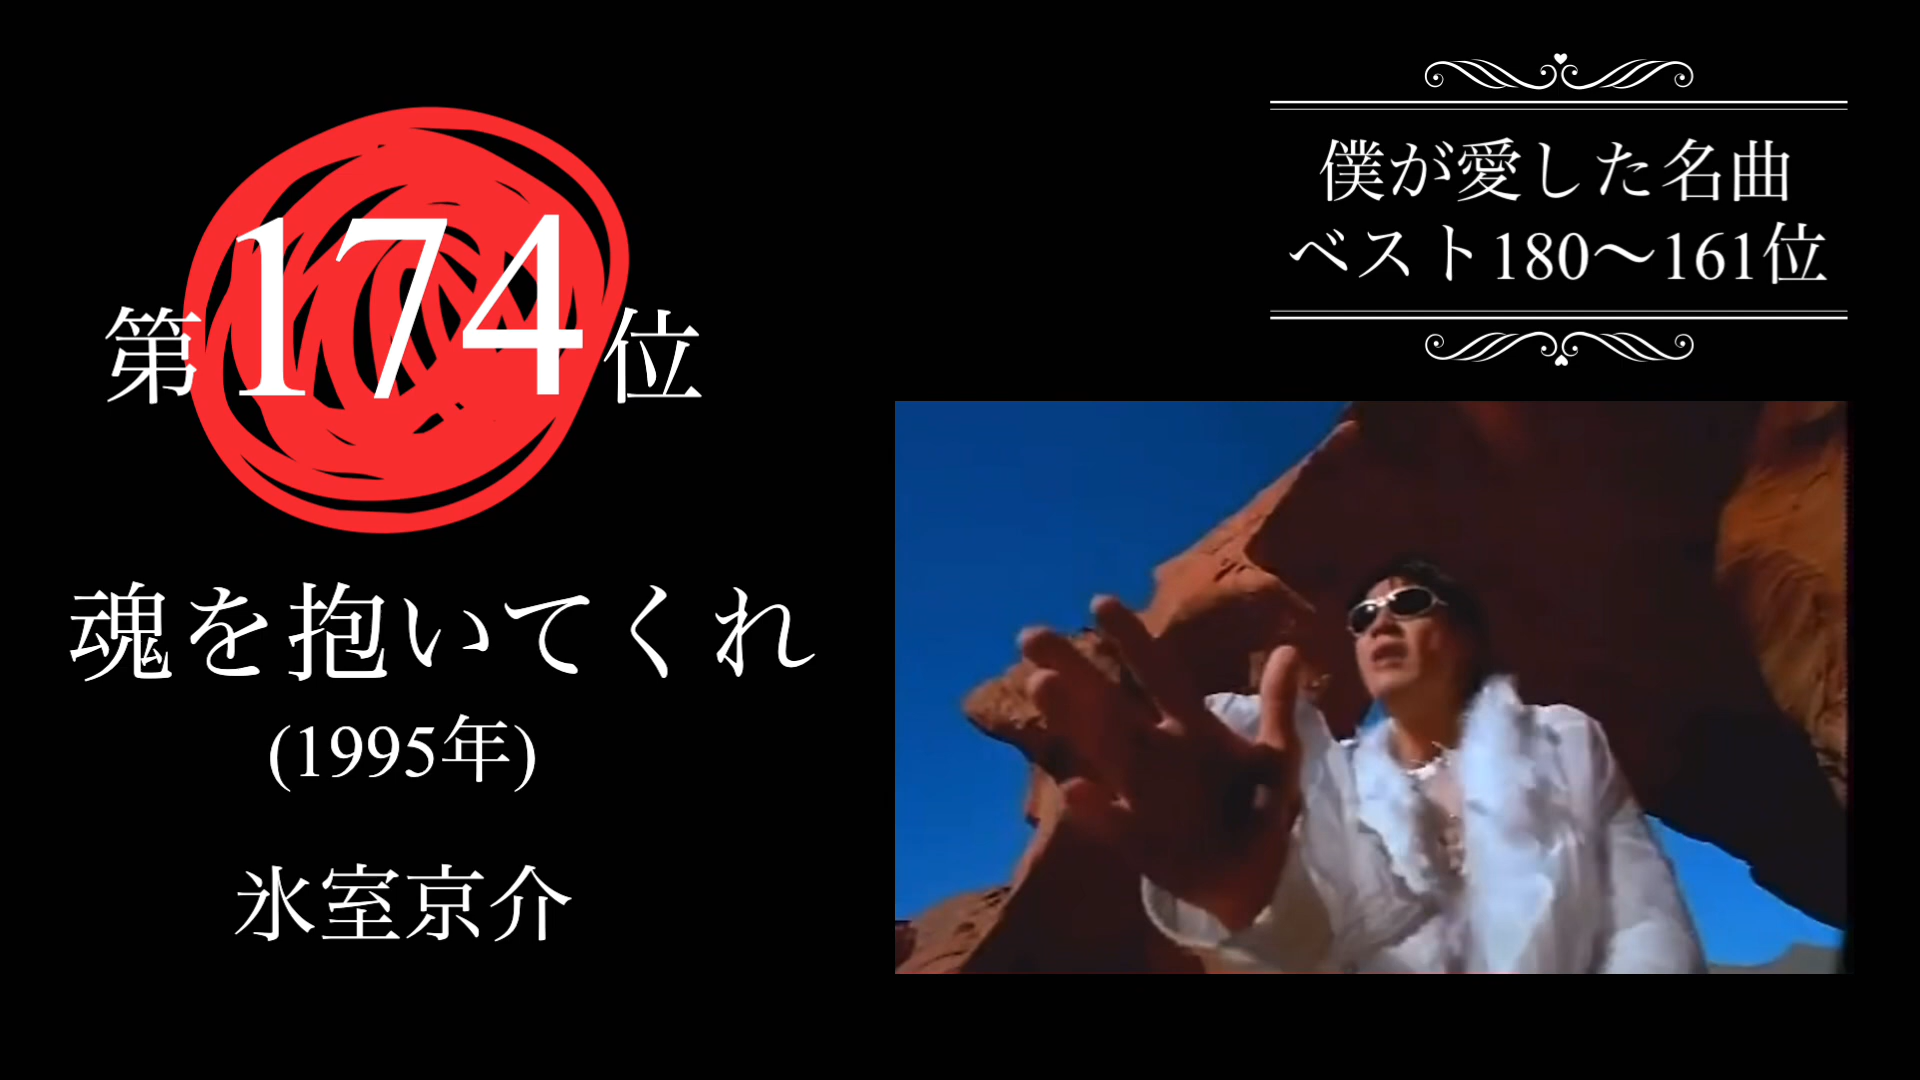 僕が愛した名曲
ベスト180〜161位
第174位
魂を抱いてくれ
(1995年)
氷室京介